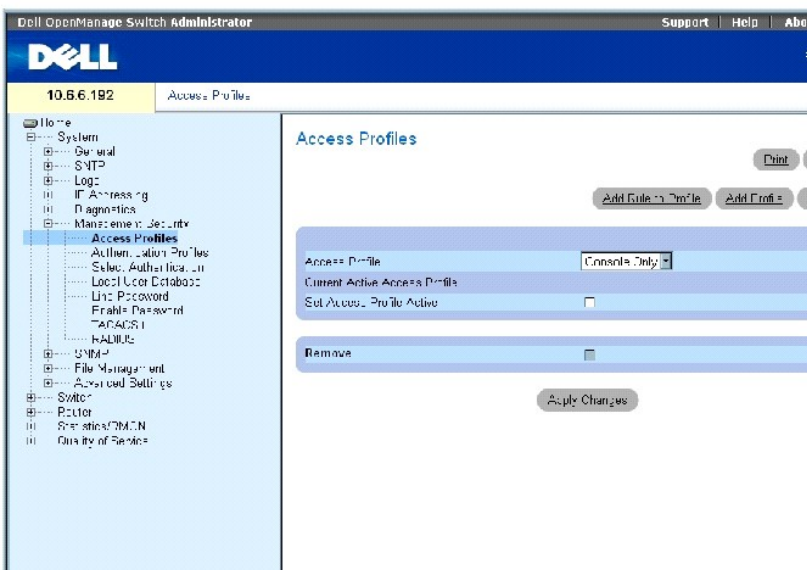 Dell OpenManage Switch Administrator
Support | Help | Abo
DELL
10.6.6.192
Access Profiles
Home
System
General
SNTP
Logs
IP Addressing
Diagnostics
Management Security
Access Profiles
Authentication Profiles
Select Authentication
Local User Database
Line Password
Enable Password
TACACS+
RADIUS
SNMP
File Management
Advanced Settings
Switch
Router
Statistics/RMON
Quality of Service
Access Profiles
Print
Add Rule to Profile
Add Profile
Access Profile
Console Only
Current Active Access Profile
Set Access Profile Active
Remove
Apply Changes